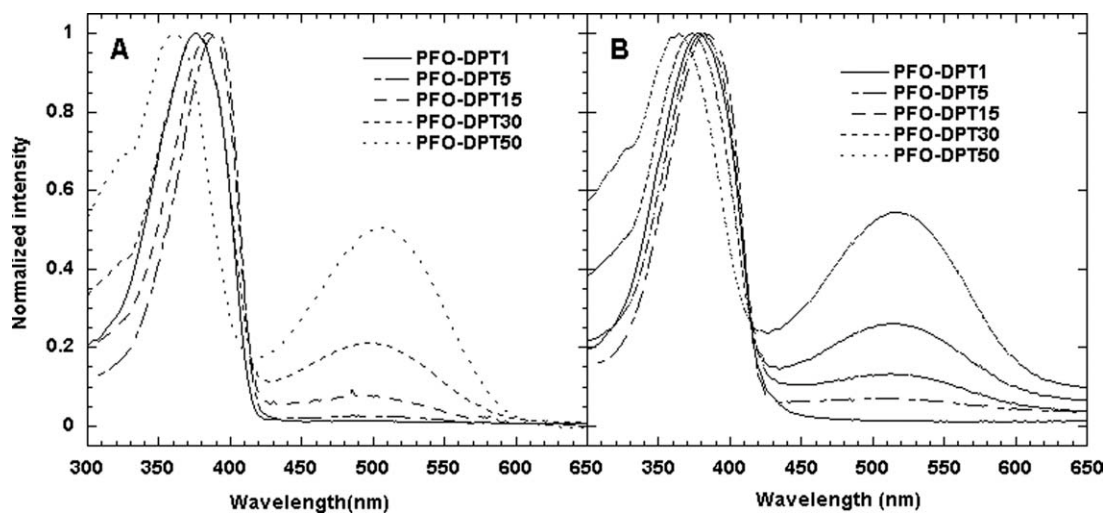 A
PFO-DPT1
PFO-DPT5
PFO-DPT15
PFO-DPT30
PFO-DPT50
B
PFO-DPT1
PFO-DPT5
PFO-DPT15
PFO-DPT30
PFO-DPT50
Normalized intensity
1
0.8
0.6
0.4
0.2
0
300 350 400 450 500 550 600 650
350 400 450 500 550 600 650
Wavelength(nm)
Wavelength (nm)